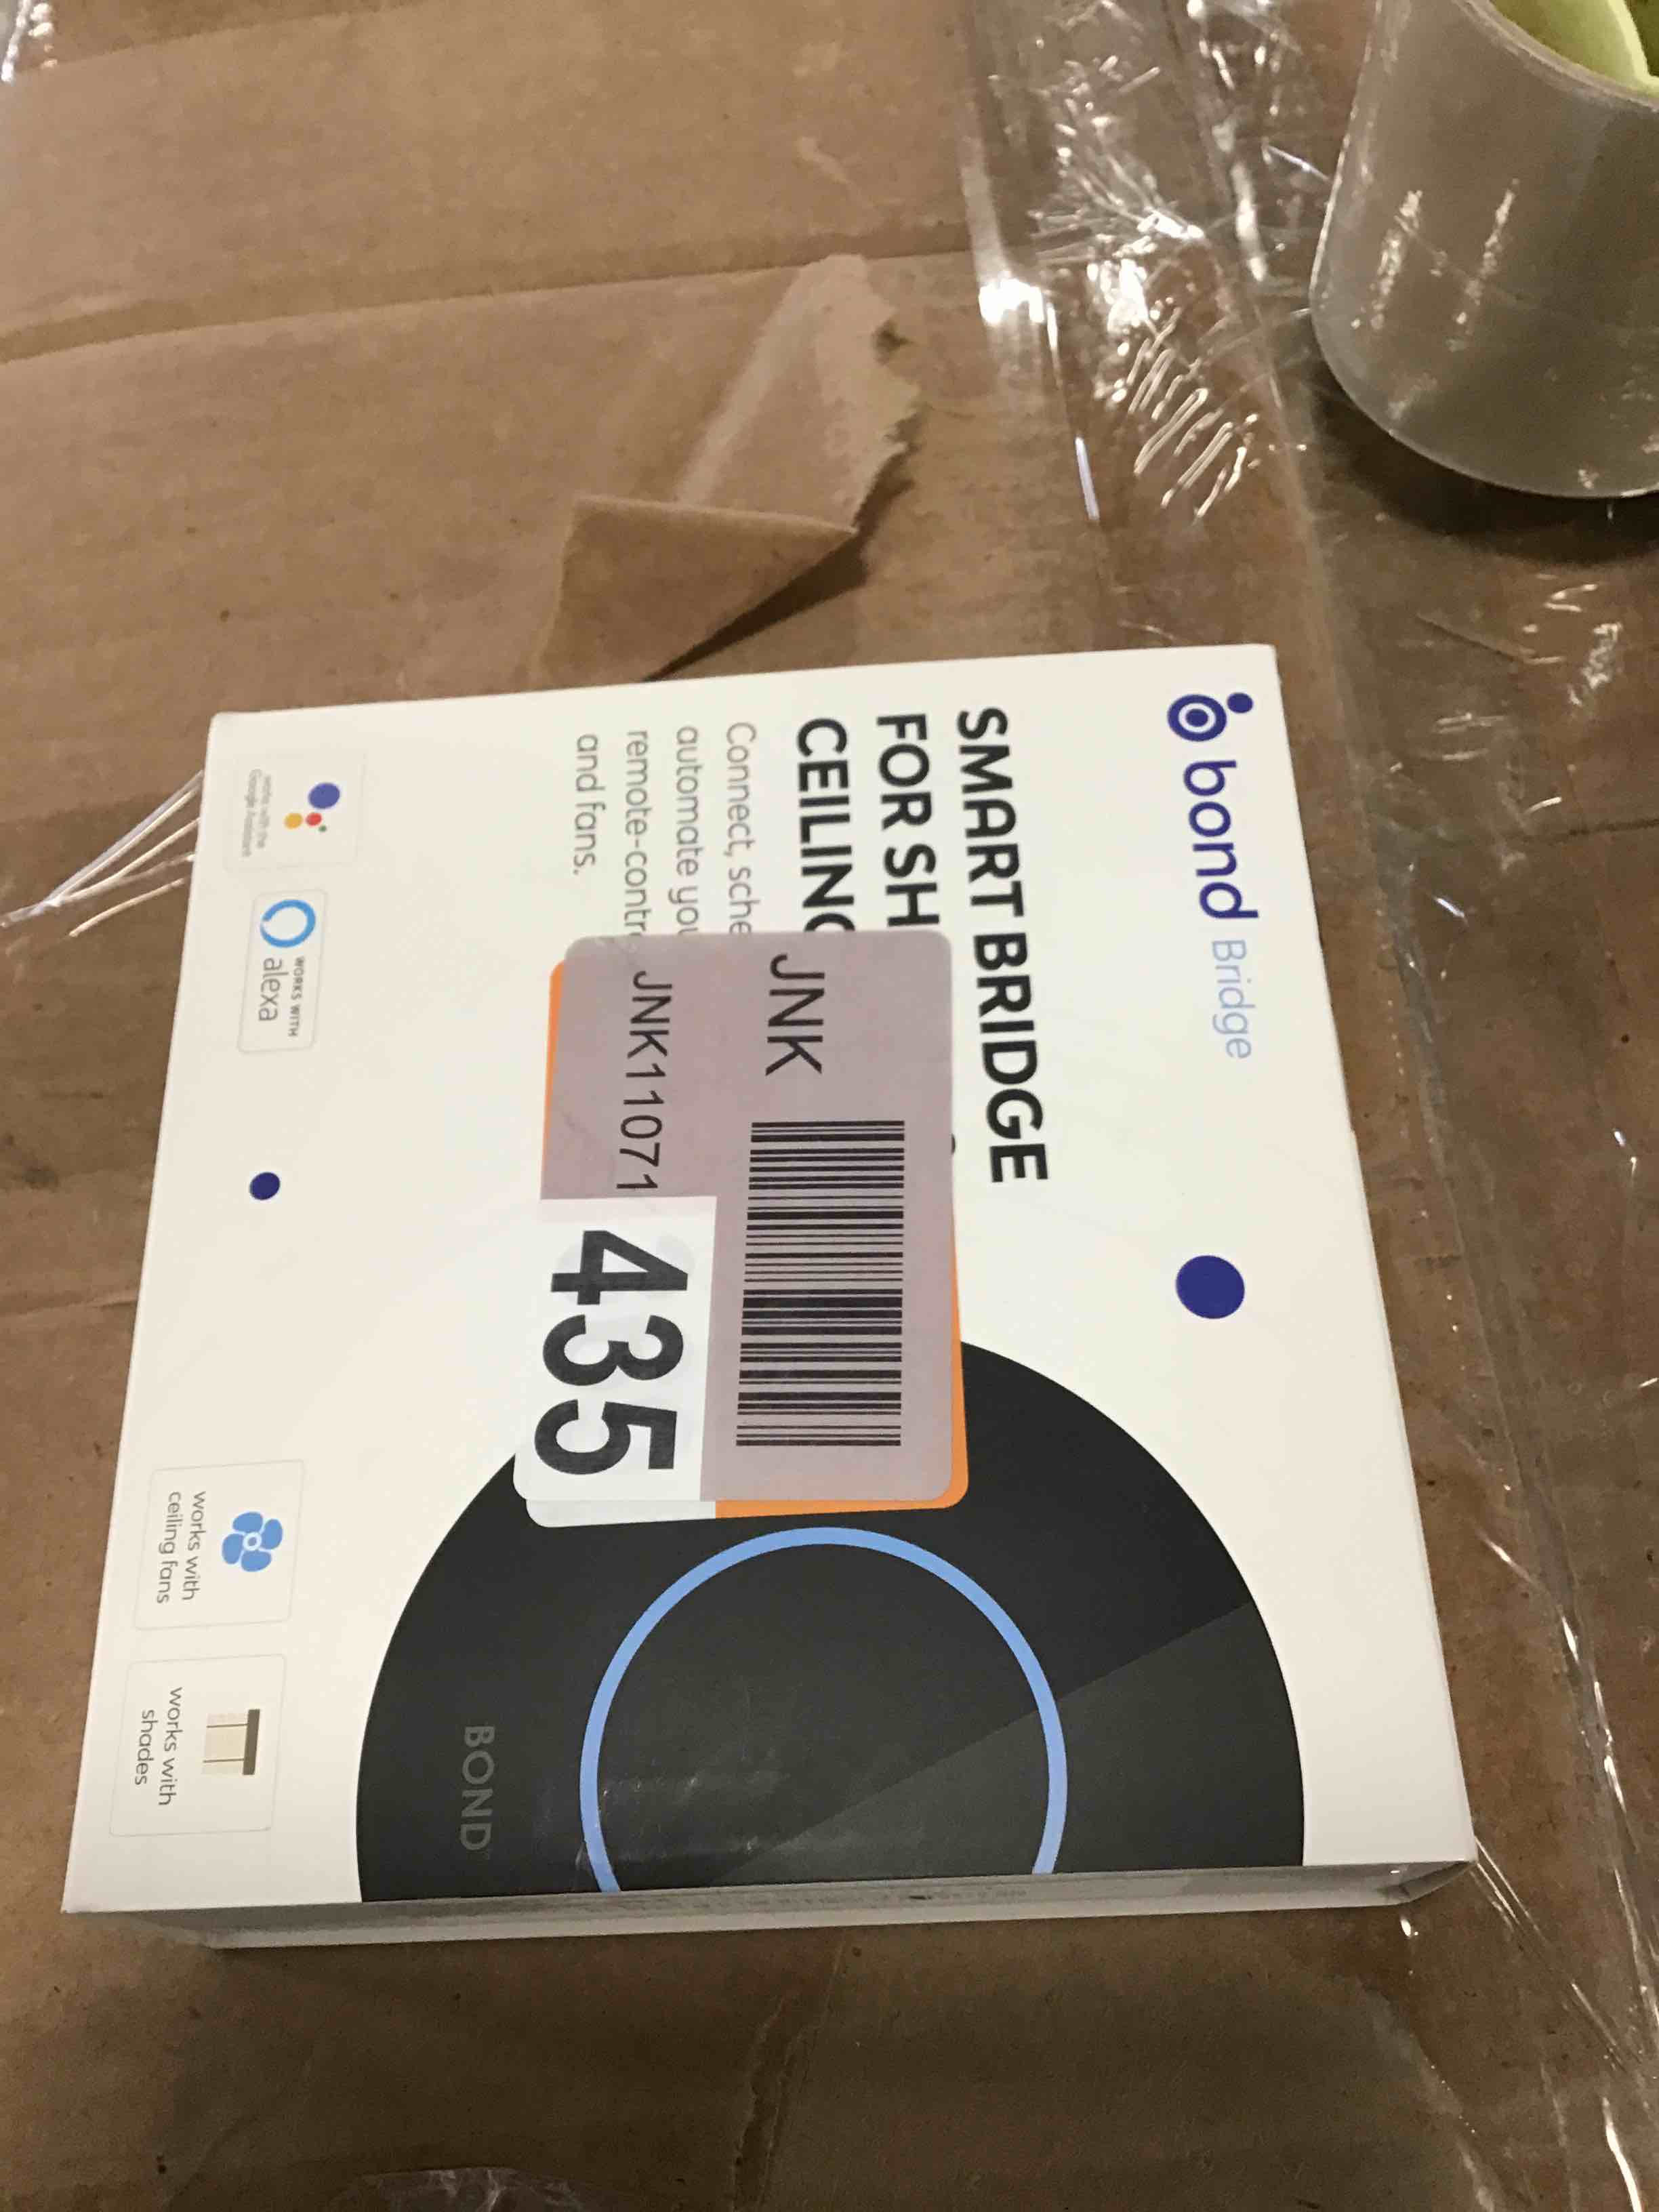 bond Bridge
SMART BRIDGE
FOR SH
CEILING
Connect, sche
automate you
remote-contr
and fans.
JNK
JNK11071
435
works with the
Google Assistant
WORKS WITH
alexa
works with
ceiling fans
works with
shades
BOND